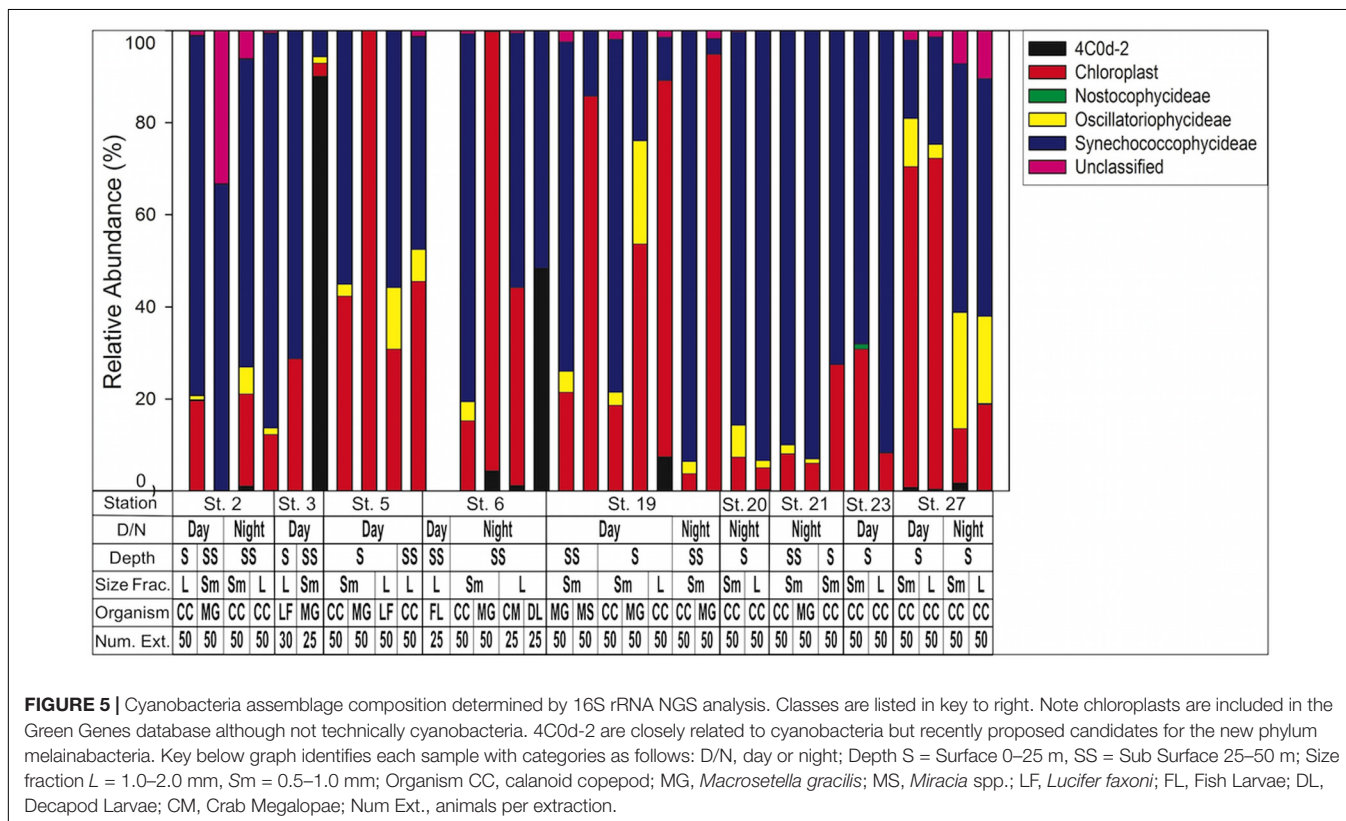 100
80
60
40
20
0
Relative Abundance (%)
4C0d-2
Chloroplast
Nostocophycideae
Oscillatoriophycideae
Synechococcophycideae
Unclassified
Station St. 2 St. 3 St. 5 St. 6 St. 19 St. 20 St. 21 St. 23 St. 27
D/N Day Night Day Day Day Night Day Night Night Night Day Day Night
Depth S SS SS S SS S SS SS SS SS S SS S SS S S S S
Size Frac. L Sm Sm L L Sm Sm L L L Sm L Sm Sm L Sm Sm L Sm Sm Sm L Sm L Sm L
Organism CC MG CC CC LF MG CC MG LF CC FL CC MG CM DL MG MS CC MG CC CC MG CC CC CC MG CC CC CC CC CC CC CC
Num. Ext. 50 50 50 50 30 25 50 50 50 50 25 50 50 25 25 50 50 50 50 50 50 50 50 50 50 50 50 50 50 50 50 50 50
FIGURE 5 | Cyanobacteria assemblage composition determined by 16S rRNA NGS analysis. Classes are listed in key to right. Note chloroplasts are included in the
Green Genes database although not technically cyanobacteria. 4C0d-2 are closely related to cyanobacteria but recently proposed candidates for the new phylum
melainabacteria. Key below graph identifies each sample with categories as follows: D/N, day or night; Depth S = Surface 0–25 m, SS = Sub Surface 25–50 m; Size
fraction L = 1.0–2.0 mm, Sm = 0.5–1.0 mm; Organism CC, calanoid copepod; MG, Macrosetella gracilis; MS, Miracia spp.; LF, Lucifer faxoni; FL, Fish Larvae; DL,
Decapod Larvae; CM, Crab Megalopae; Num Ext., animals per extraction.